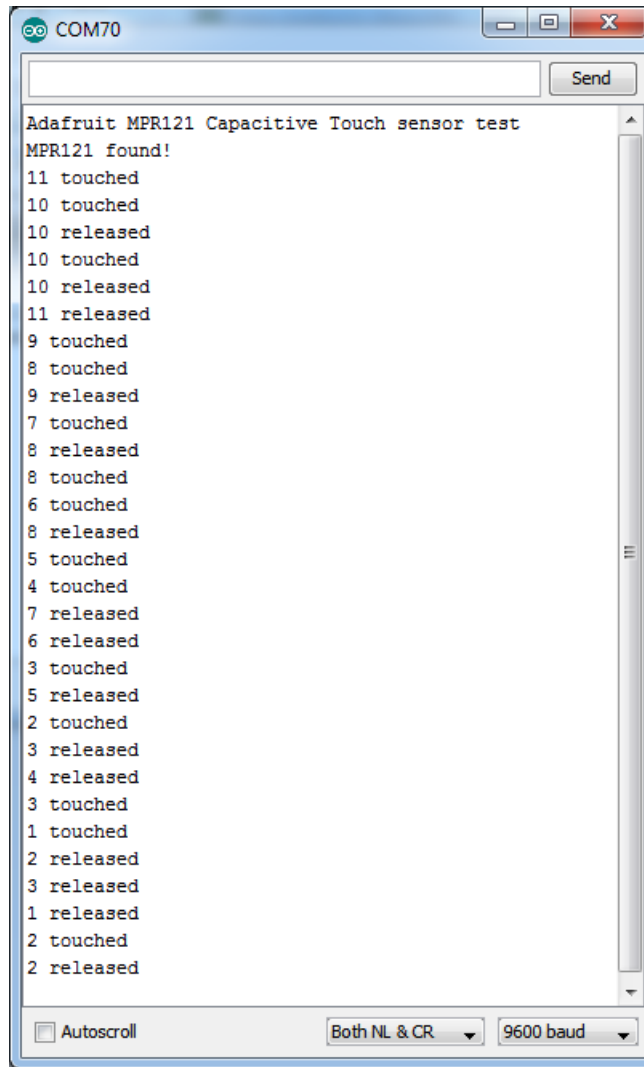 COM70
Send
Adafruit MPR121 Capacitive Touch sensor test
MPR121 found!
11 touched
10 touched
10 released
10 touched
10 released
11 released
9 touched
8 touched
9 released
7 touched
8 released
8 touched
6 touched
8 released
5 touched
4 touched
7 released
6 released
3 touched
5 released
2 touched
3 released
4 released
3 touched
1 touched
2 released
3 released
1 released
2 touched
2 released
Autoscroll Both NL & CR 9600 baud